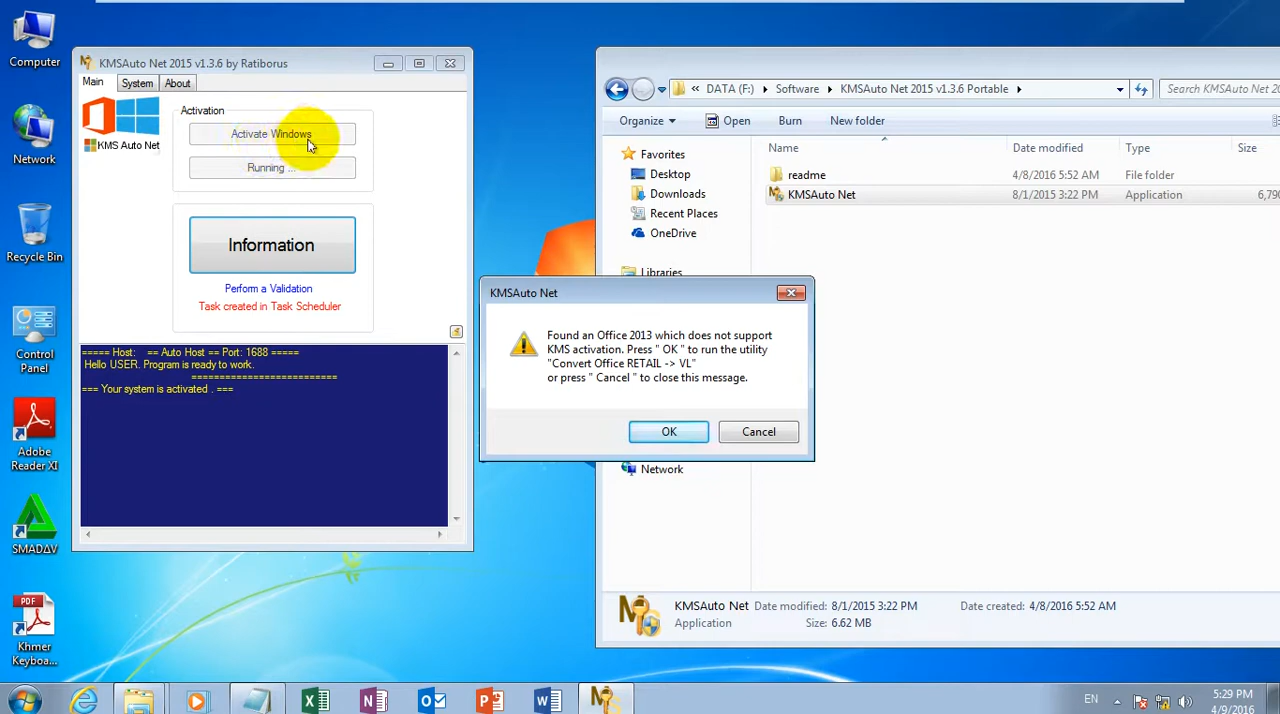 Computer
Network
Recycle Bin
Control
Panel
Adobe
Reader XI
SMADΔV
PDF
Khmer
Keyboa...
KMSAuto Net 2015 v1.3.6 by Ratiborus
Main
System
About
KMS Auto Net
Activation
Activate Windows
Running ...
Information
Perform a Validation
Task created in Task Scheduler
===== Host: == Auto Host == Port: 1688 =====
Hello USER. Program is ready to work.
==========================
=== Your system is activated . ===
KMSAuto Net
Found an Office 2013 which does not support
KMS activation. Press " OK " to run the utility
"Convert Office RETAIL -> VL"
or press " Cancel " to close this message.
OK
Cancel
« DATA (F:) Software KMSAuto Net 2015 v1.3.6 Portable
Search KMSAuto Net 20
Organize
Open
Burn
New folder
Favorites
Desktop
Downloads
Recent Places
OneDrive
Libraries
Network
Name Date modified Type Size
readme 4/8/2016 5:52 AM File folder
KMSAuto Net 8/1/2015 3:22 PM Application 6,790
KMSAuto Net Date modified: 8/1/2015 3:22 PM Date created: 4/8/2016 5:52 AM
Application Size: 6.62 MB
EN
5:29 PM
4/9/2016